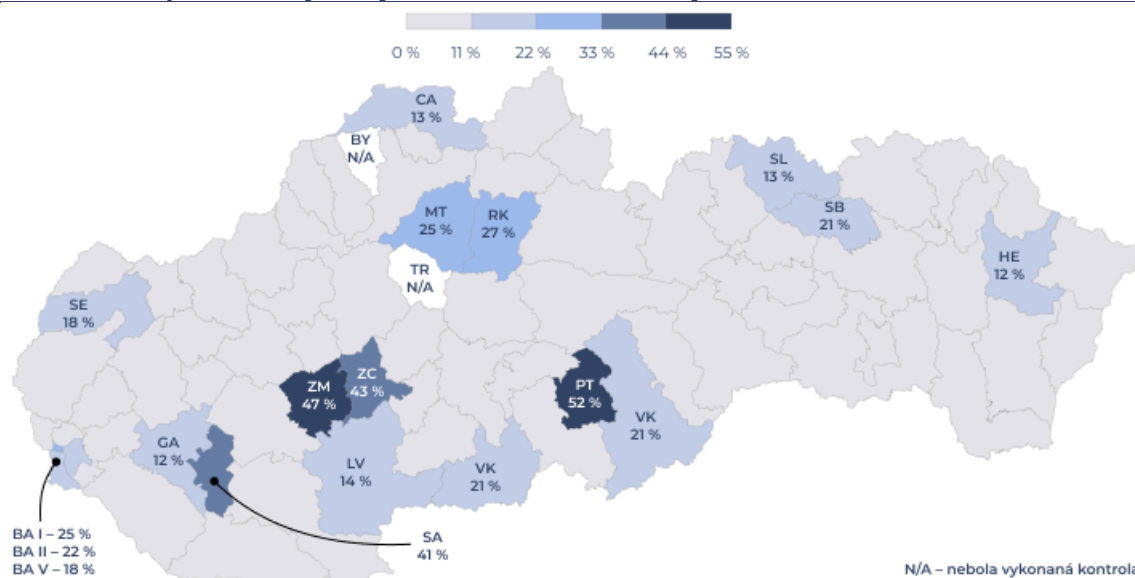 0 %
11 %
22 %
33 %
44 %
55 %
CA
13 %
BY
N/A
SL
13 %
SB
21 %
MT
25 %
RK
27 %
HE
12 %
TR
N/A
SE
18 %
ZM
47 %
ZC
43 %
PT
52 %
VK
21 %
GA
12 %
LV
14 %
VK
21 %
BA I – 25 %
BA II – 22 %
BA V – 18 %
SA
41 %
N/A – nebola vykonaná kontrola